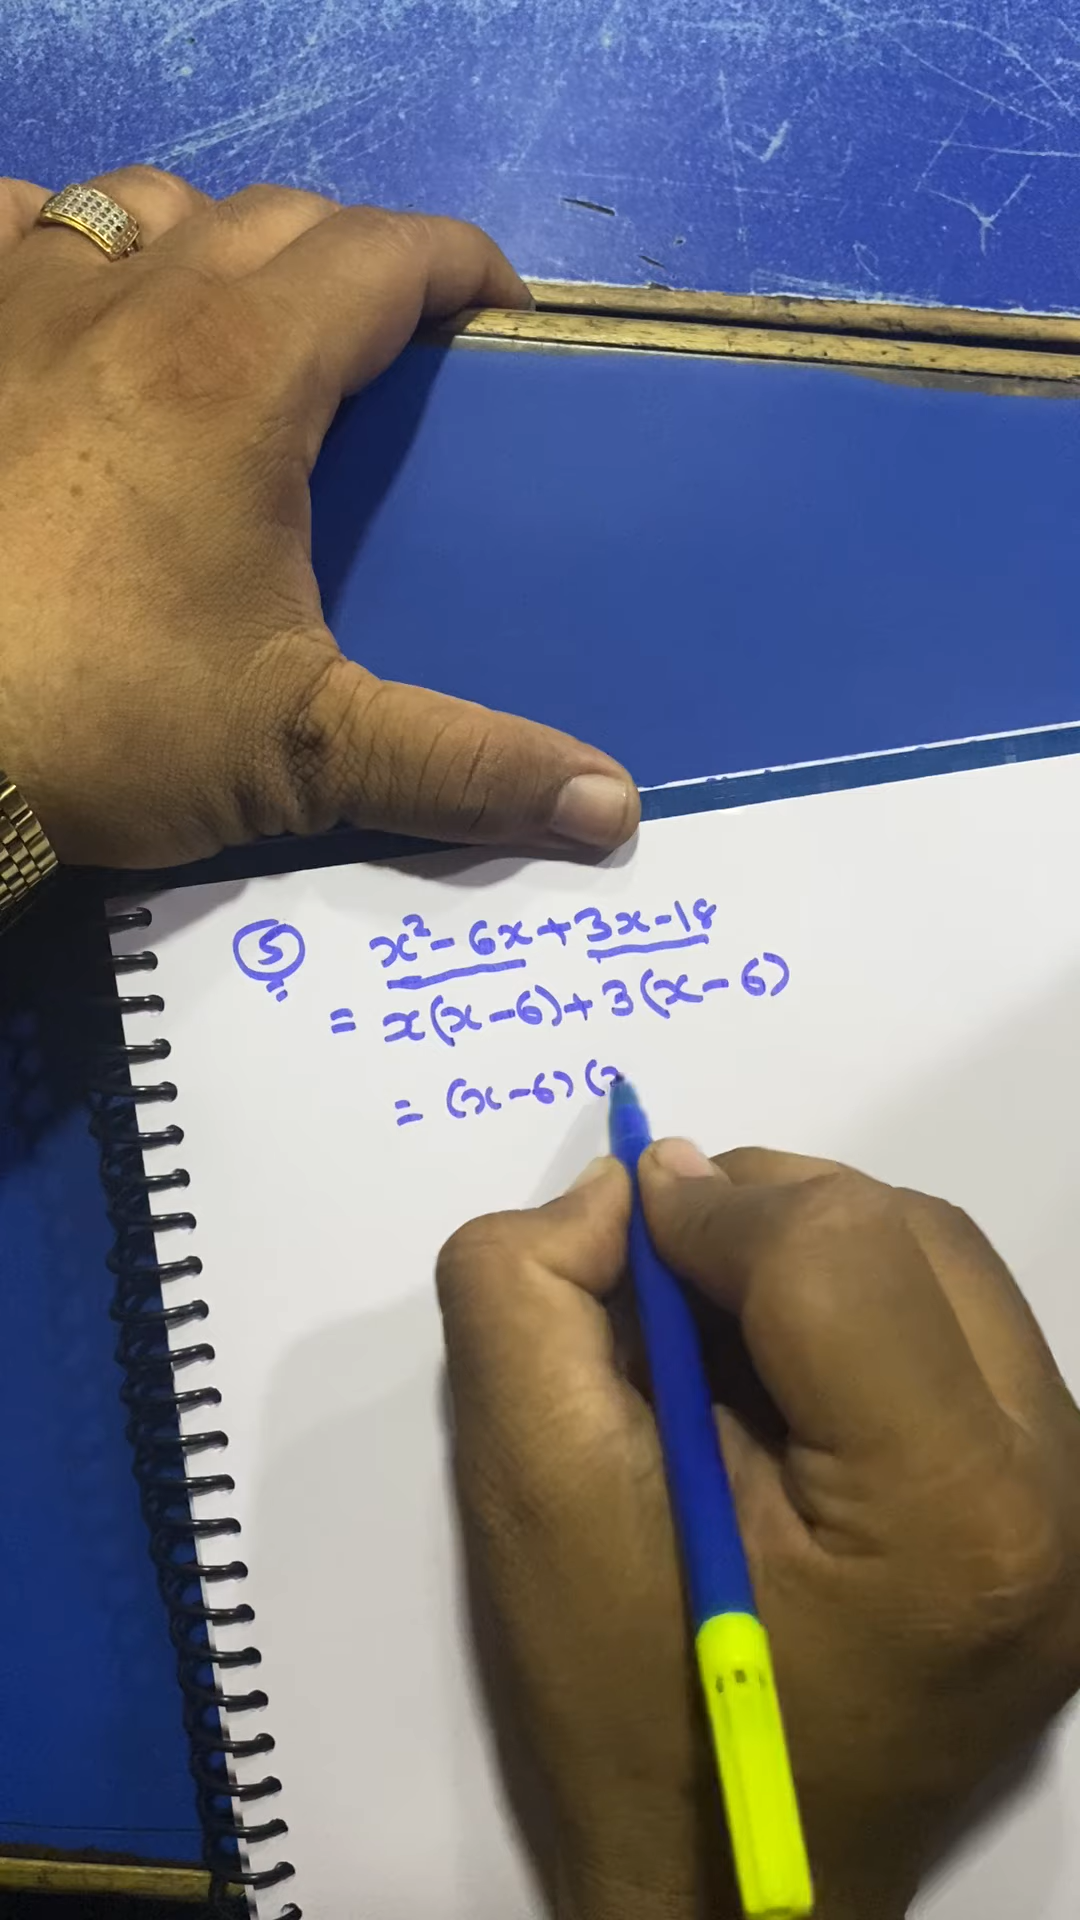 5 x² - 6x + 3x - 18
= x(x - 6) + 3(x - 6)
= (x - 6) (x